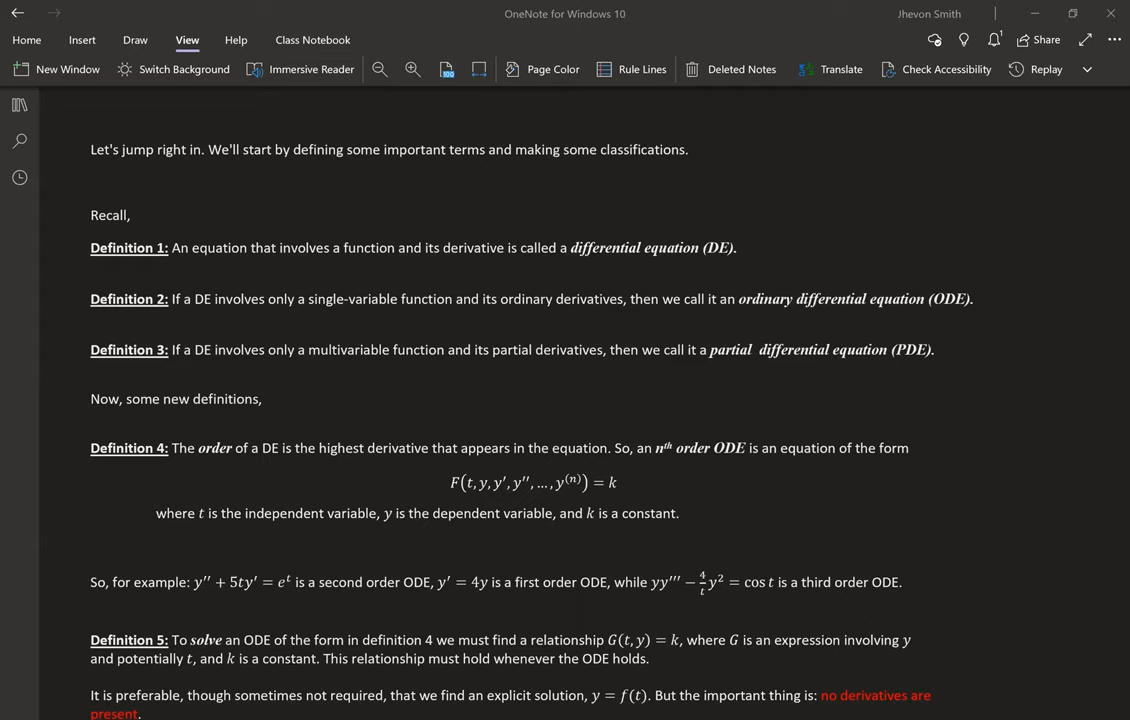 OneNote for Windows 10
Jhevon Smith
Home Insert Draw View Help Class Notebook
1 Share
New Window Switch Background Immersive Reader 100 Page Color Rule Lines Deleted Notes Translate Check Accessibility Replay
Let's jump right in. We'll start by defining some important terms and making some classifications.
Recall,
Definition 1: An equation that involves a function and its derivative is called a differential equation (DE).
Definition 2: If a DE involves only a single-variable function and its ordinary derivatives, then we call it an ordinary differential equation (ODE).
Definition 3: If a DE involves only a multivariable function and its partial derivatives, then we call it a partial differential equation (PDE).
Now, some new definitions,
Definition 4: The order of a DE is the highest derivative that appears in the equation. So, an nᵗʰ order ODE is an equation of the form
F(t, y, y′, y′′, … , y⁽ⁿ⁾) = k
where t is the independent variable, y is the dependent variable, and k is a constant.
So, for example: y′′ + 5ty′ = eᵗ is a second order ODE, y′ = 4y is a first order ODE, while yy′′′ − 4/t y² = cos t is a third order ODE.
Definition 5: To solve an ODE of the form in definition 4 we must find a relationship G(t, y) = k, where G is an expression involving y
and potentially t, and k is a constant. This relationship must hold whenever the ODE holds.
It is preferable, though sometimes not required, that we find an explicit solution, y = f(t). But the important thing is: no derivatives are
present.